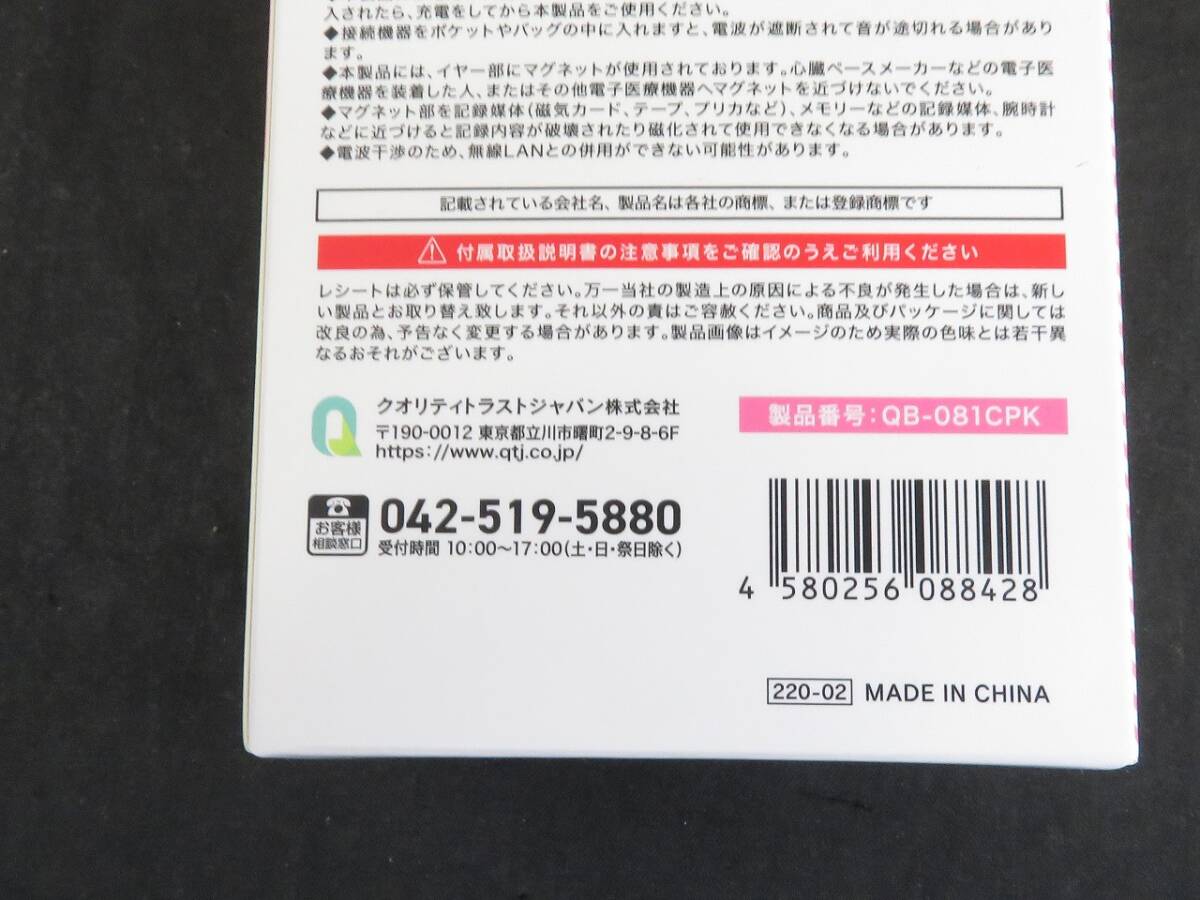 入されたら、充電をしてから本製品をご使用ください。
◆接続機器をポケットやバッグの中に入れますと、電波が遮断されて音が途切れる場合があり
ます。
◆本製品には、イヤー部にマグネットが使用されております。心臓ペースメーカーなどの電子医
療機器を装着した人、またはその他電子医療機器へマグネットを近づけないでください。
◆マグネット部を記録媒体（磁気カード、テープ、プリカなど）、メモリーなどの記録媒体、腕時計
などに近づけると記録内容が破壊されたり磁化されて使用できなくなる場合があります。
◆電波干渉のため、無線LANとの併用ができない可能性があります。
記載されている会社名、製品名は各社の商標、または登録商標です
付属取扱説明書の注意事項をご確認のうえご利用ください
レシートは必ず保管してください。万一当社の製造上の原因による不良が発生した場合は、新し
い製品とお取り替え致します。それ以外の責はご容赦ください。商品及びパッケージに関しては
改良の為、予告なく変更する場合があります。製品画像はイメージのため実際の色味とは若干異
なるおそれがございます。
クオリティトラストジャパン株式会社
〒190-0012 東京都立川市曙町2-9-8-6F
https://www.qtj.co.jp/
製品番号：QB-081CPK
お客様
相談窓口
042-519-5880
受付時間 10:00〜17:00（土・日・祭日除く）
4 580256 088428
220-02 MADE IN CHINA